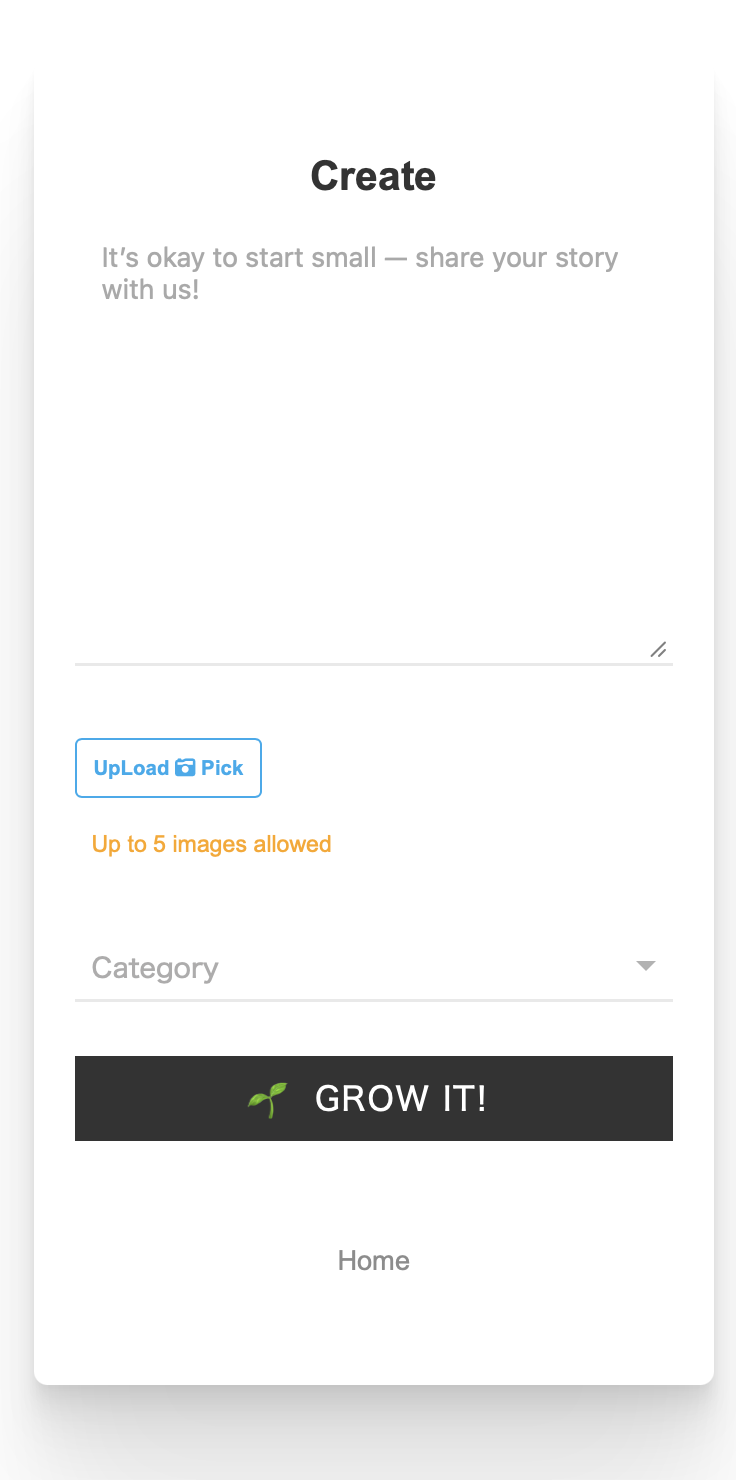 Create
It’s okay to start small — share your story
with us!
UpLoad 📷 Pick
Up to 5 images allowed
Category
🌱 GROW IT!
Home